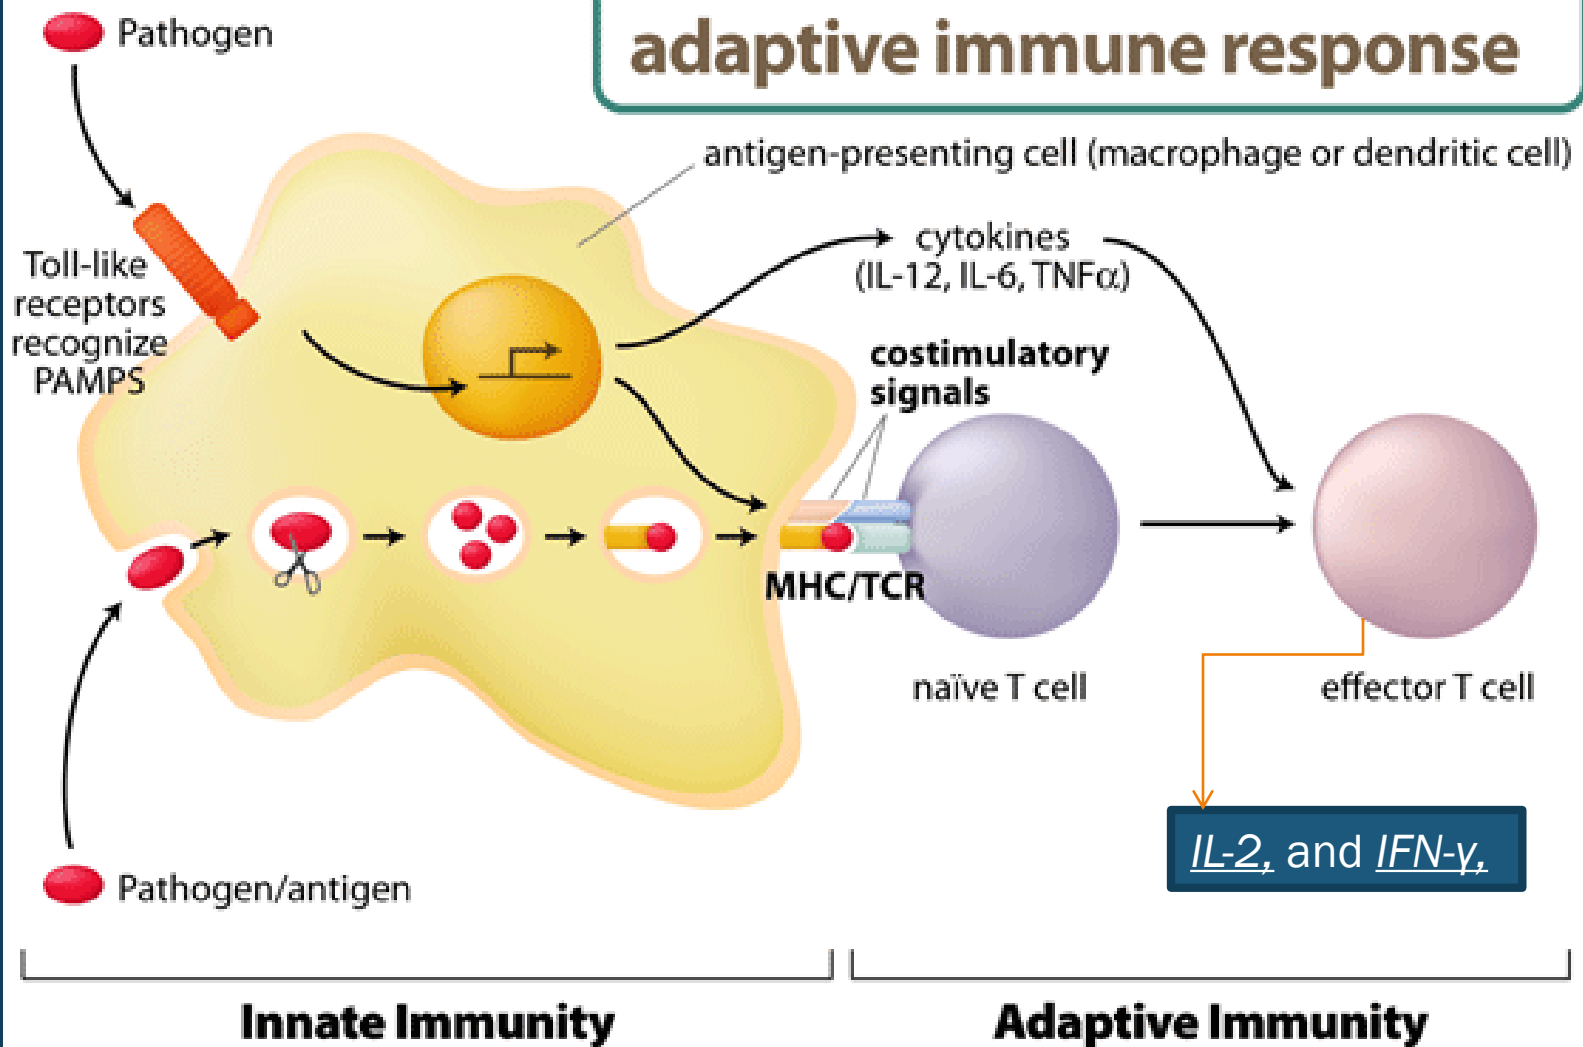 Pathogen
adaptive immune response
antigen-presenting cell (macrophage or dendritic cell)
Toll-like
receptors
recognize
PAMPS
cytokines
(IL-12, IL-6, TNFα)
costimulatory
signals
MHC/TCR
naïve T cell
effector T cell
IL-2, and IFN-γ,
Pathogen/antigen
Innate Immunity
Adaptive Immunity